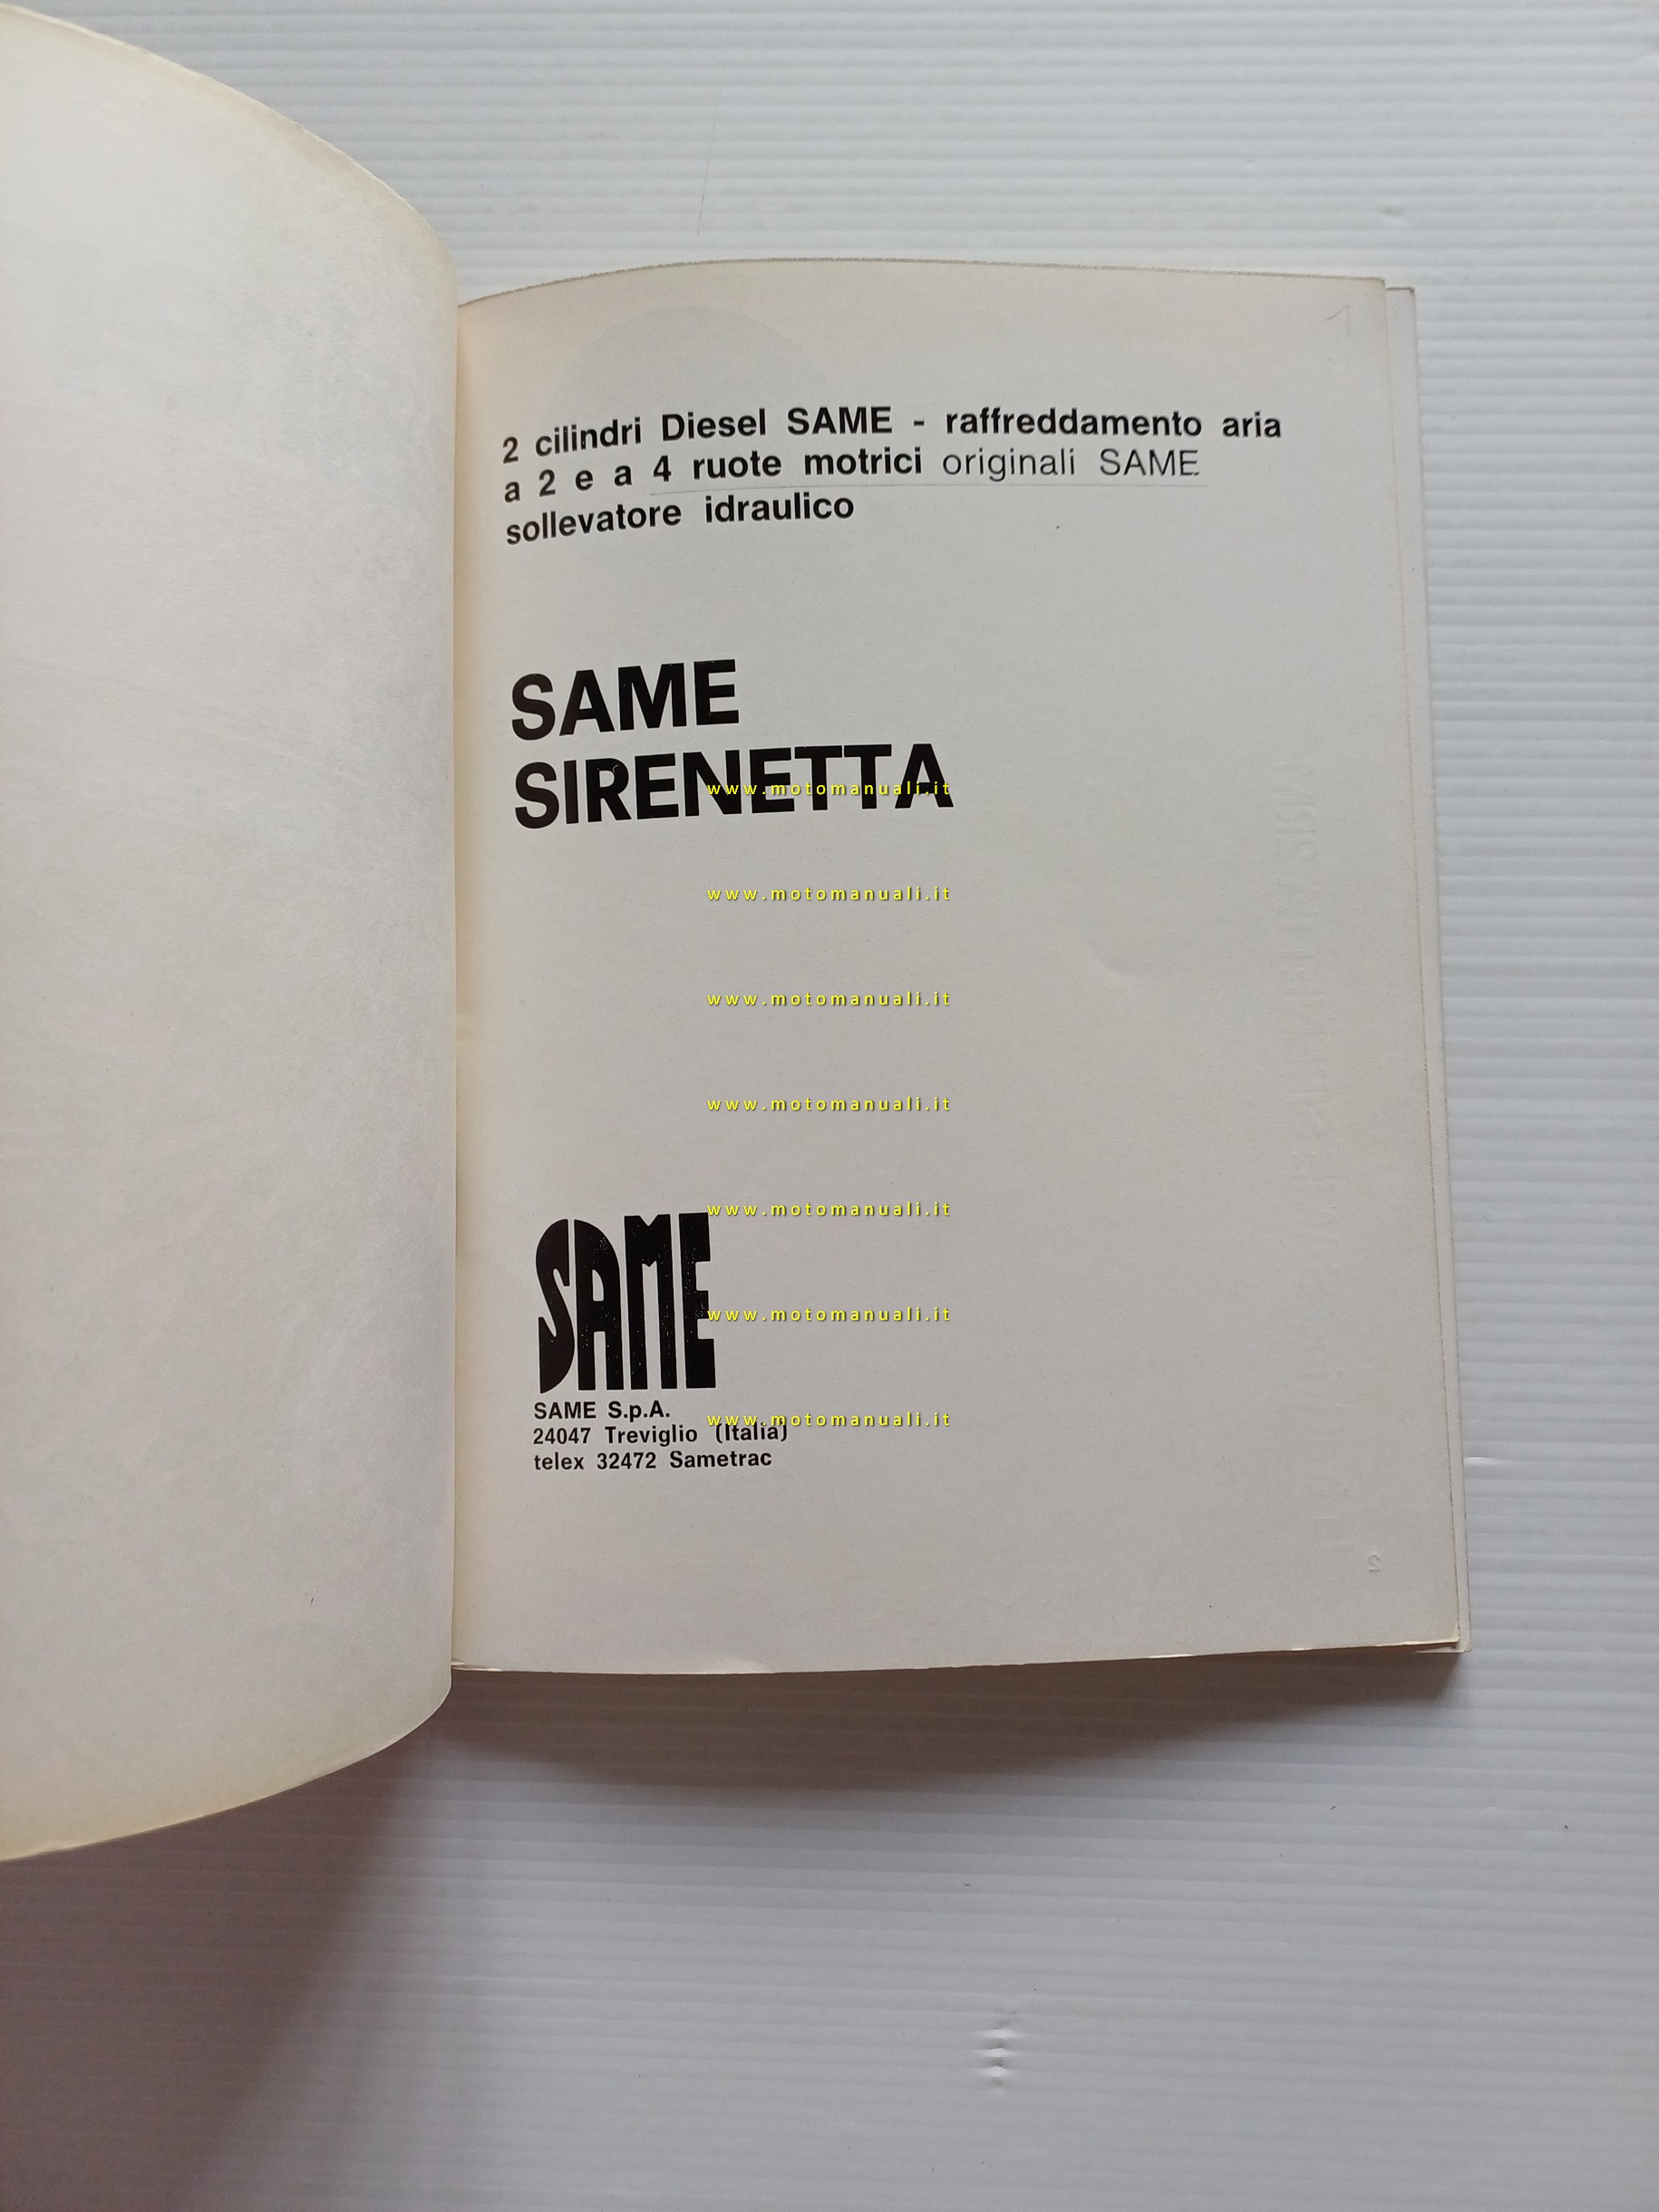 2 cilindri Diesel SAME - raffreddamento aria
a 2 e a 4 ruote motrici originali SAME
sollevatore idraulico
SAME
SIRENETTA
www.motomanuali.it
www.motomanuali.it
www.motomanuali.it
www.motomanuali.it
www.motomanuali.it
www.motomanuali.it
www.motomanuali.it
SAME
SAME S.p.A.
24047 Treviglio (Italia)
telex 32472 Sametrac
2